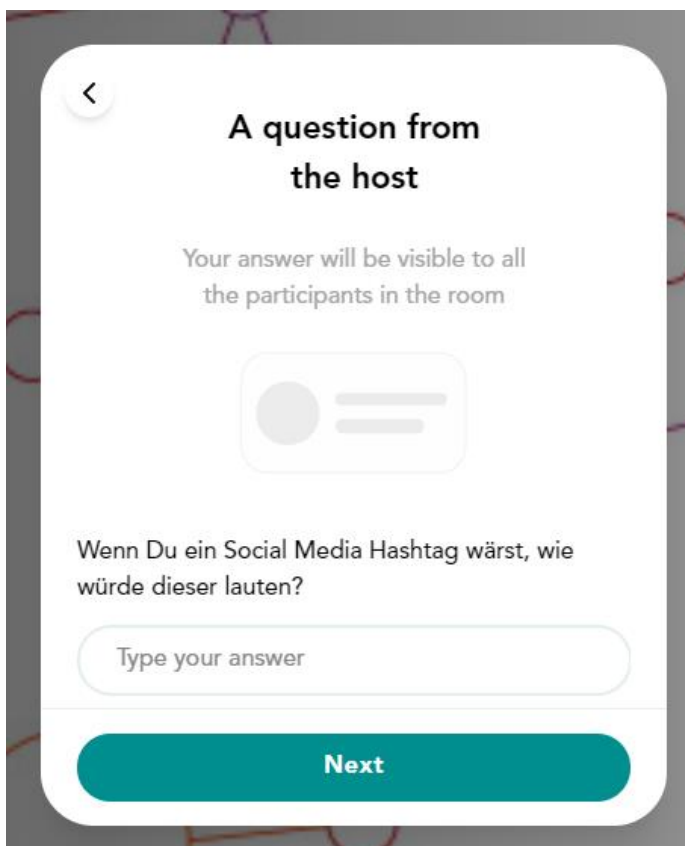 A question from
the host
Your answer will be visible to all
the participants in the room
Wenn Du ein Social Media Hashtag wärst, wie
würde dieser lauten?
Type your answer
Next